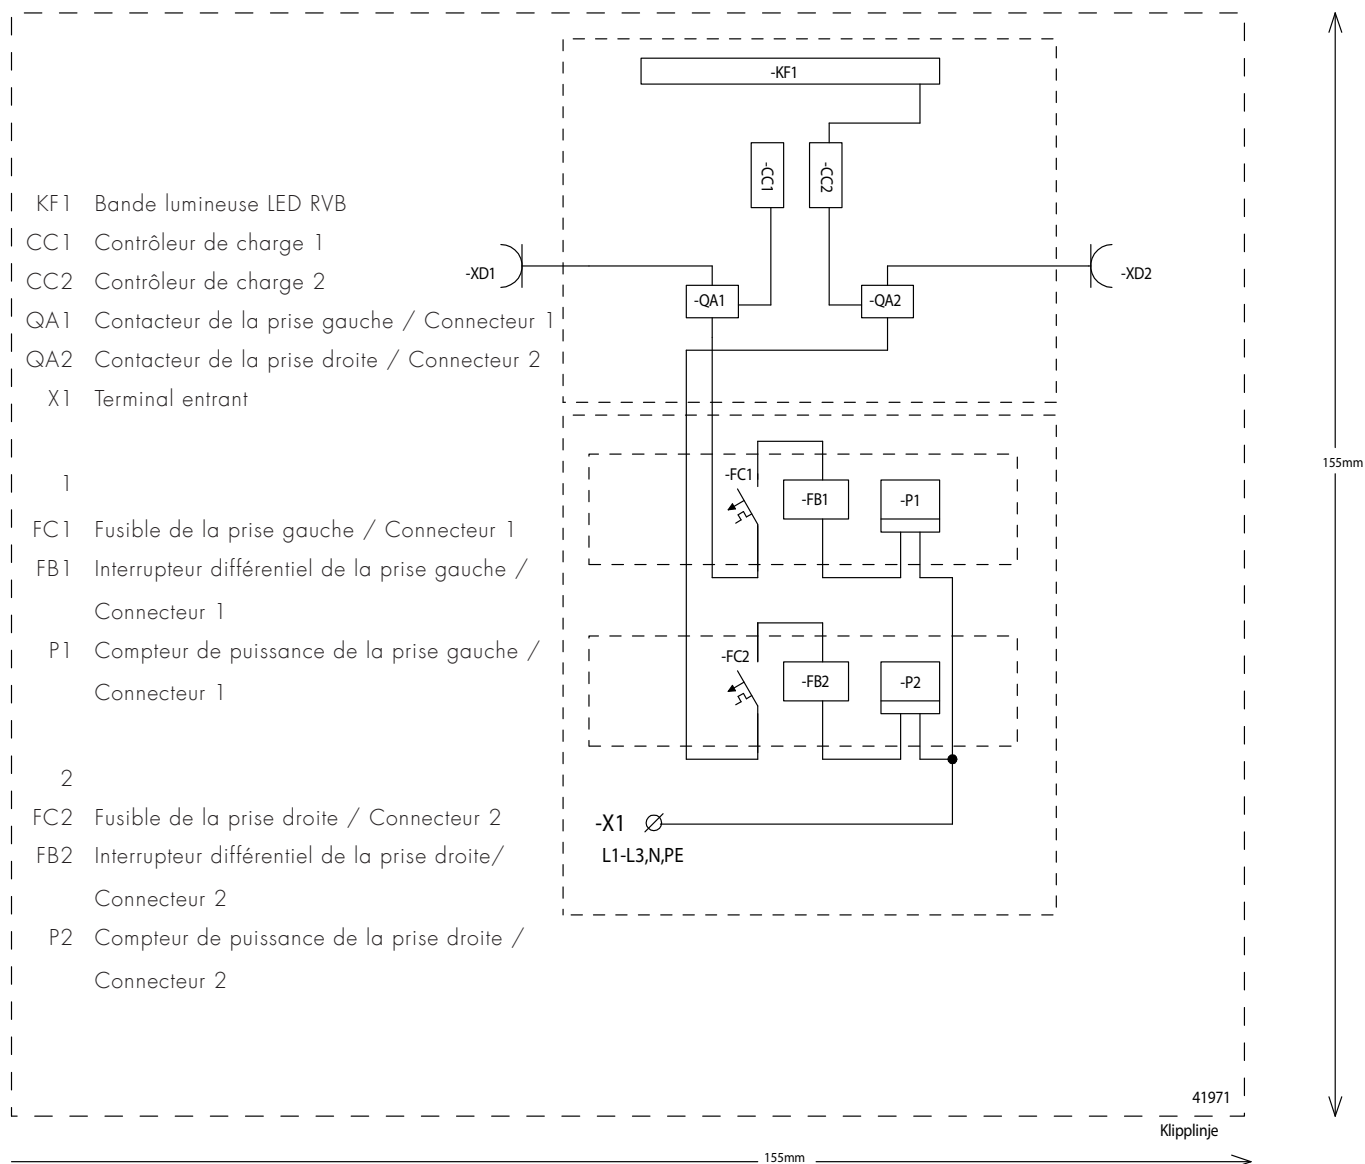 KF1 Bande lumineuse LED RVB
CC1 Contrôleur de charge 1
CC2 Contrôleur de charge 2
QA1 Contacteur de la prise gauche / Connecteur 1
QA2 Contacteur de la prise droite / Connecteur 2
X1 Terminal entrant
1
FC1 Fusible de la prise gauche / Connecteur 1
FB1 Interrupteur différentiel de la prise gauche /
Connecteur 1
P1 Compteur de puissance de la prise gauche /
Connecteur 1
2
FC2 Fusible de la prise droite / Connecteur 2
FB2 Interrupteur différentiel de la prise droite/
Connecteur 2
P2 Compteur de puissance de la prise droite /
Connecteur 2
-KF1
-CC1
-CC2
-XD1
-XD2
-QA1
-QA2
-FC1
-FB1
-P1
-FC2
-FB2
-P2
-X1
L1-L3,N,PE
155mm
41971
Klipplinje
155mm